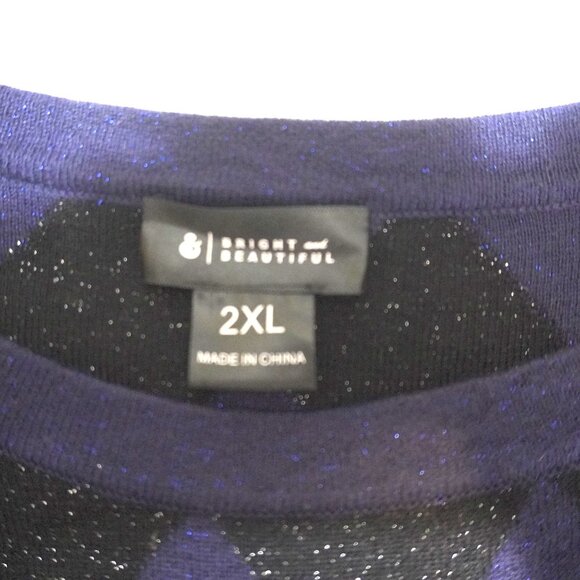 & | BRIGHT and
BEAUTIFUL
2XL
MADE IN CHINA